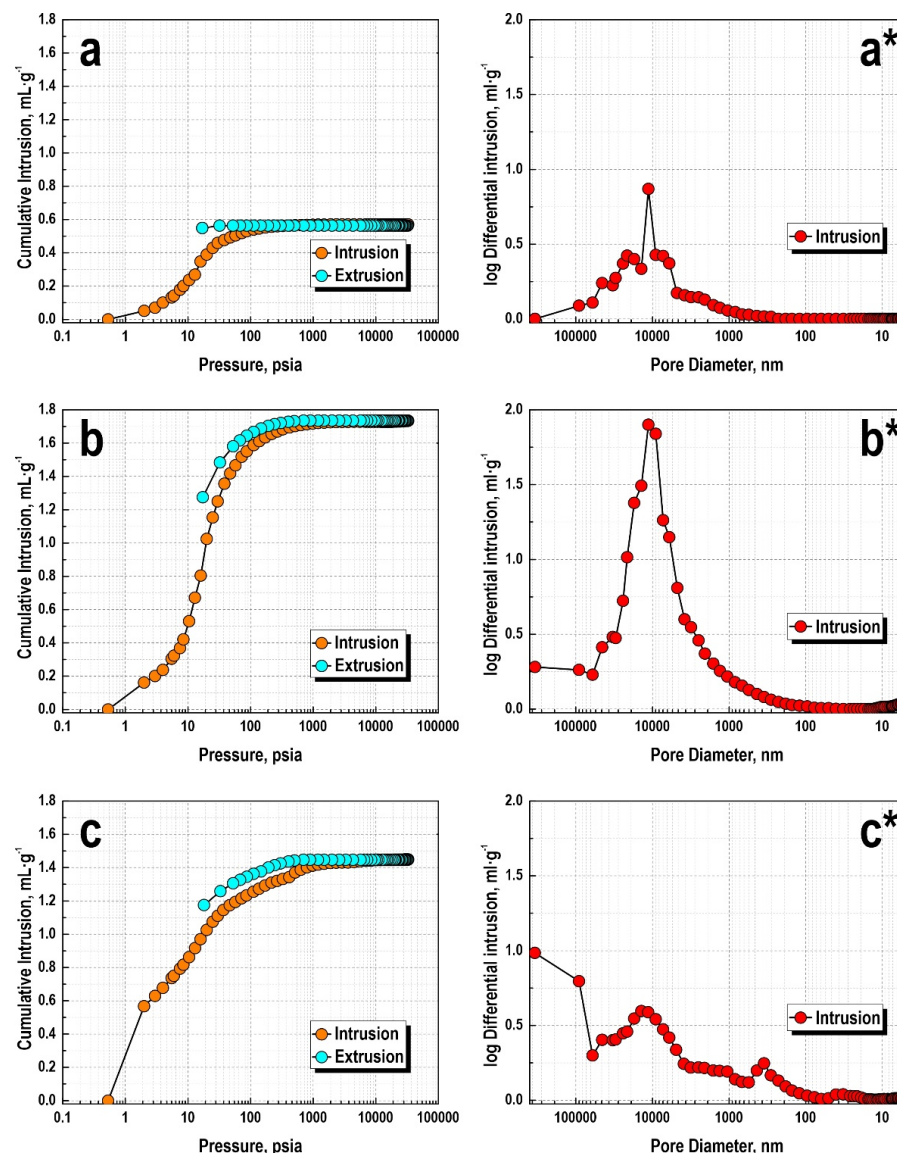 a
Cumulative Intrusion, mL·g⁻¹
1.8
1.6
1.4
1.2
1.0
0.8
0.6
0.4
0.2
0.0
Intrusion
Extrusion
0.1 1 10 100 1000 10000 100000
Pressure, psia
a*
log Differential intrusion, ml·g⁻¹
2.0
1.5
1.0
0.5
0.0
Intrusion
100000 10000 1000 100 10
Pore Diameter, nm
b
Cumulative Intrusion, mL·g⁻¹
1.8
1.6
1.4
1.2
1.0
0.8
0.6
0.4
0.2
0.0
Intrusion
Extrusion
0.1 1 10 100 1000 10000 100000
Pressure, psia
b*
log Differential intrusion, ml·g⁻¹
2.0
1.5
1.0
0.5
0.0
Intrusion
100000 10000 1000 100 10
Pore Diameter, nm
c
Cumulative Intrusion, mL·g⁻¹
1.8
1.6
1.4
1.2
1.0
0.8
0.6
0.4
0.2
0.0
Intrusion
Extrusion
0.1 1 10 100 1000 10000 100000
Pressure, psia
c*
log Differential intrusion, ml·g⁻¹
2.0
1.5
1.0
0.5
0.0
Intrusion
100000 10000 1000 100 10
Pore Diameter, nm